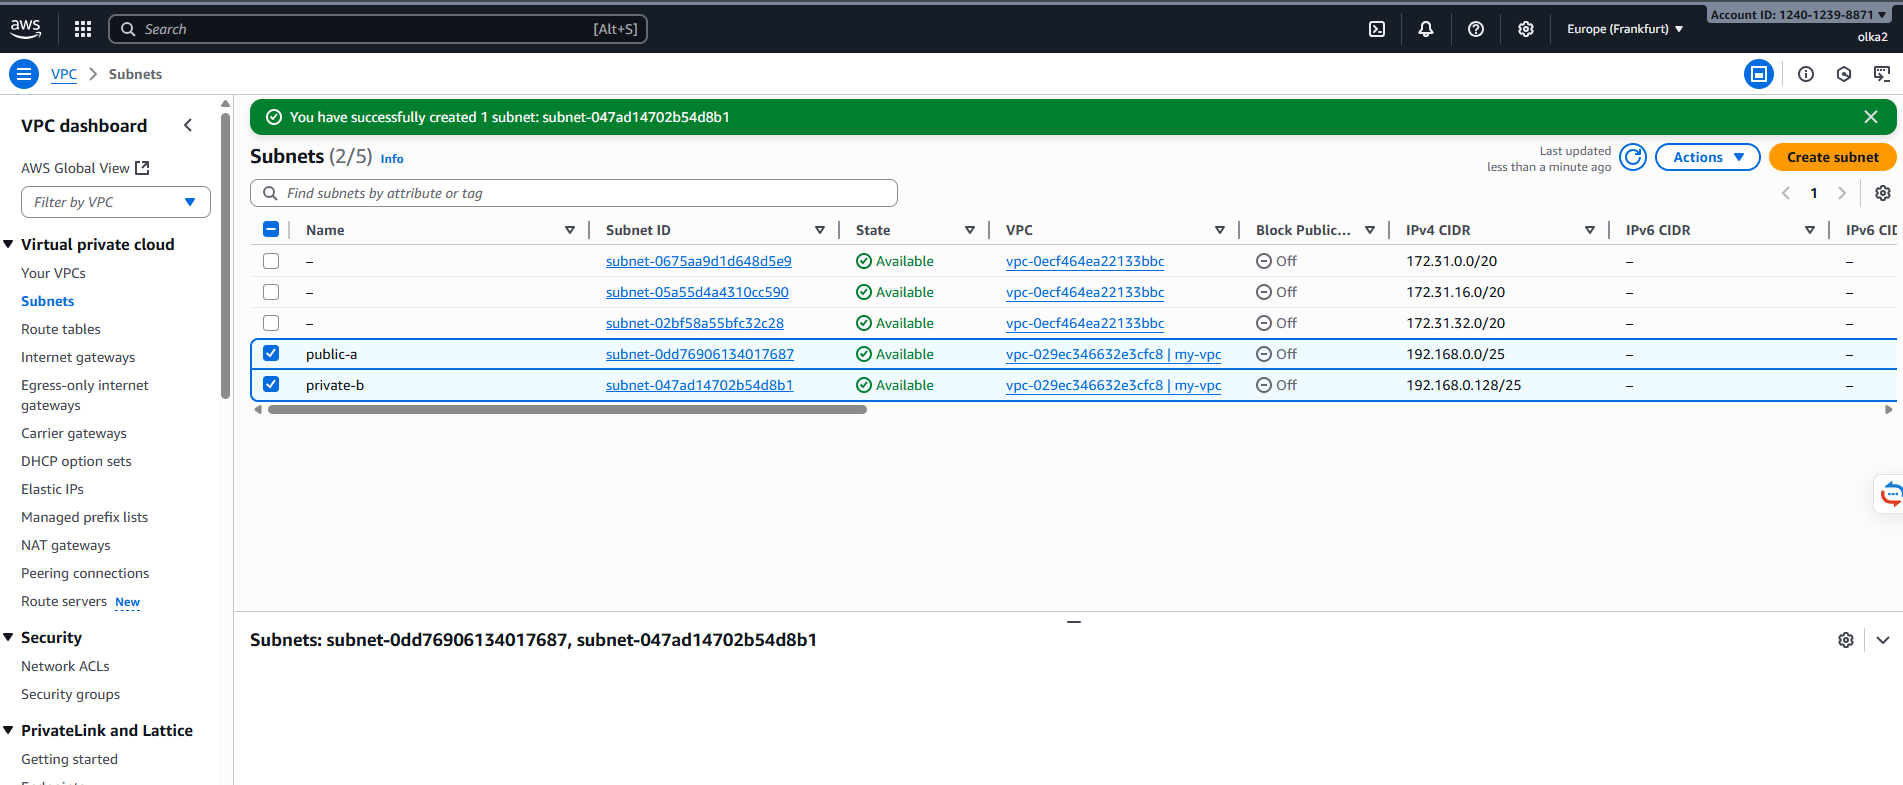 aws
Search
[Alt+S]
Europe (Frankfurt)
Account ID: 1240-1239-8871
olka2
VPC
Subnets
VPC dashboard
AWS Global View
Filter by VPC
Virtual private cloud
Your VPCs
Subnets
Route tables
Internet gateways
Egress-only internet
gateways
Carrier gateways
DHCP option sets
Elastic IPs
Managed prefix lists
NAT gateways
Peering connections
Route servers New
Security
Network ACLs
Security groups
PrivateLink and Lattice
Getting started
You have successfully created 1 subnet: subnet-047ad14702b54d8b1
Subnets (2/5) Info
Last updated
less than a minute ago
Actions
Create subnet
Find subnets by attribute or tag
1
Name Subnet ID State VPC Block Public... IPv4 CIDR IPv6 CIDR IPv6 CID
– subnet-0675aa9d1d648d5e9 Available vpc-0ecf464ea22133bbc Off 172.31.0.0/20 – –
– subnet-05a55d4a4310cc590 Available vpc-0ecf464ea22133bbc Off 172.31.16.0/20 – –
– subnet-02bf58a55bfc32c28 Available vpc-0ecf464ea22133bbc Off 172.31.32.0/20 – –
public-a subnet-0dd76906134017687 Available vpc-029ec346632e3cfc8 | my-vpc Off 192.168.0.0/25 – –
private-b subnet-047ad14702b54d8b1 Available vpc-029ec346632e3cfc8 | my-vpc Off 192.168.0.128/25 – –
Subnets: subnet-0dd76906134017687, subnet-047ad14702b54d8b1